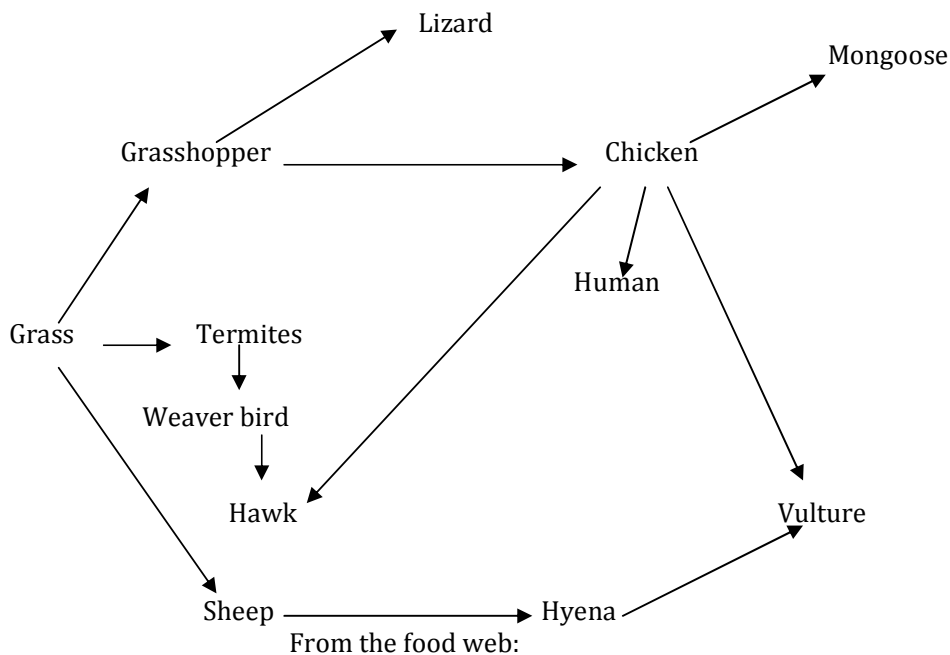 Lizard
Mongoose
Grasshopper
Chicken
Human
Grass
Termites
Weaver bird
Hawk
Vulture
Sheep
Hyena
From the food web: